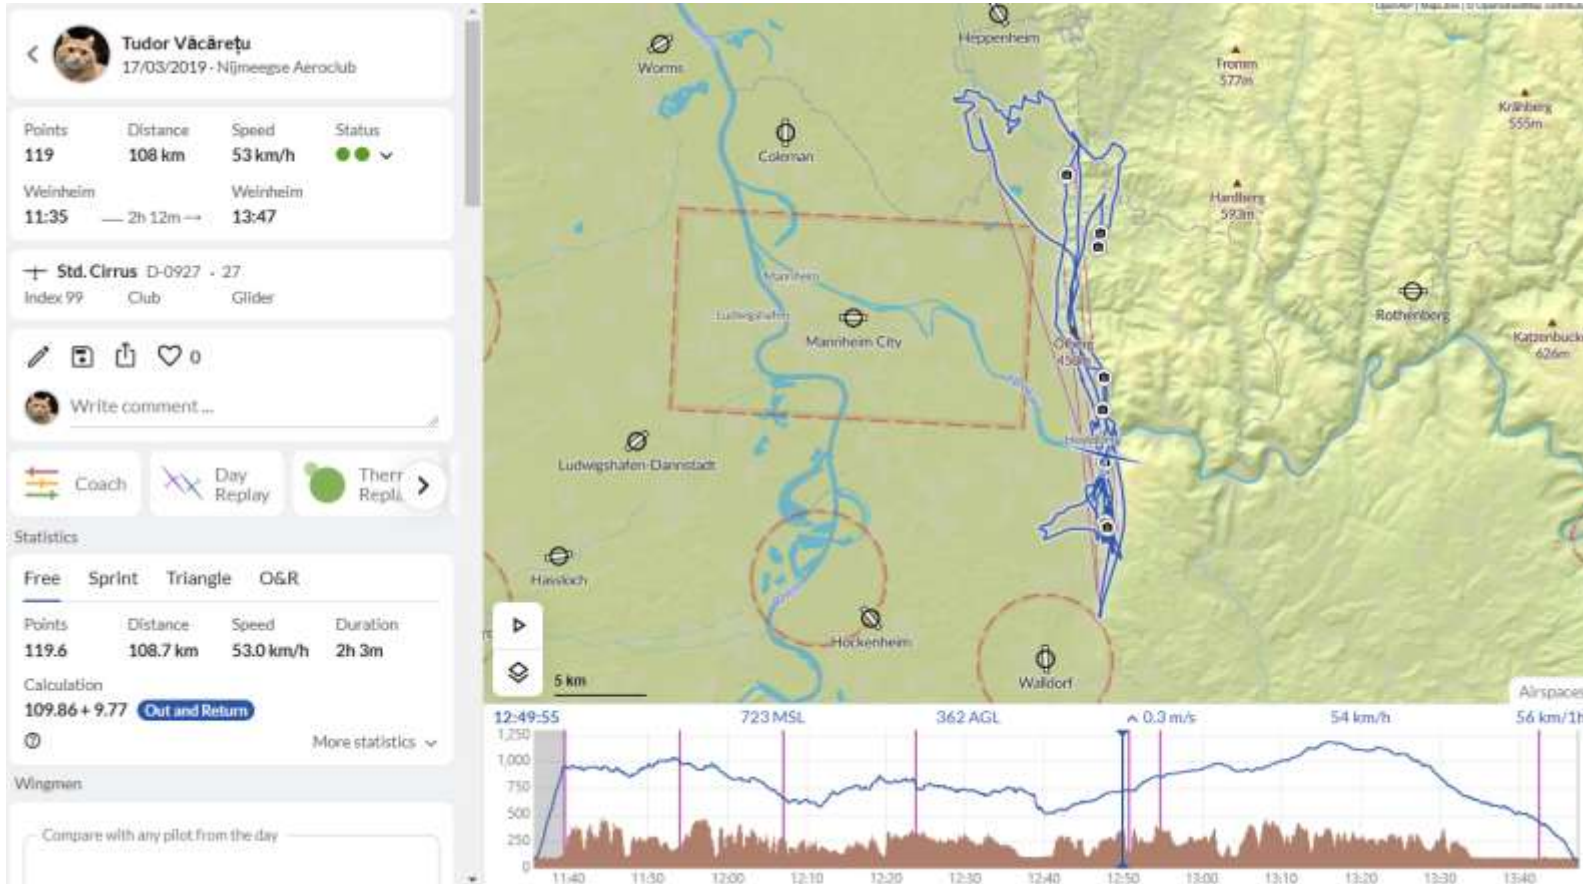 Tudor Văcărețu
17/03/2019 · Nijmeegse Aeroclub
Points Distance Speed Status
119 108 km 53 km/h
Weinheim Weinheim
11:35 2h 12m 13:47
Std. Cirrus D-0927 · 27
Index 99 Club Glider
0
Write comment ...
Coach
Day
Replay
Statistics
Free Sprint Triangle O&R
Points Distance Speed Duration
119.6 108.7 km 53.0 km/h 2h 3m
Calculation
109.86 + 9.77 Out and Return
More statistics
Wingmen
Compare with any pilot from the day
Heppenheim
Worms
Tromm
577m
Krähberg
555m
Coleman
Hardberg
593m
Mannheim
Ludwigshafen
Mannheim City
Rothenberg
Ölberg
Katzenbuck
626m
Ludwigshafen-Dannstadt
Hassloch
Hockenheim
Walldorf
5 km
Airspaces
12:49:55 723 MSL 362 AGL 0.3 m/s 54 km/h 56 km/1h
1,250
1,000
750
500
250
0
11:40 11:50 12:00 12:10 12:20 12:30 12:40 12:50 13:00 13:10 13:20 13:30 13:40